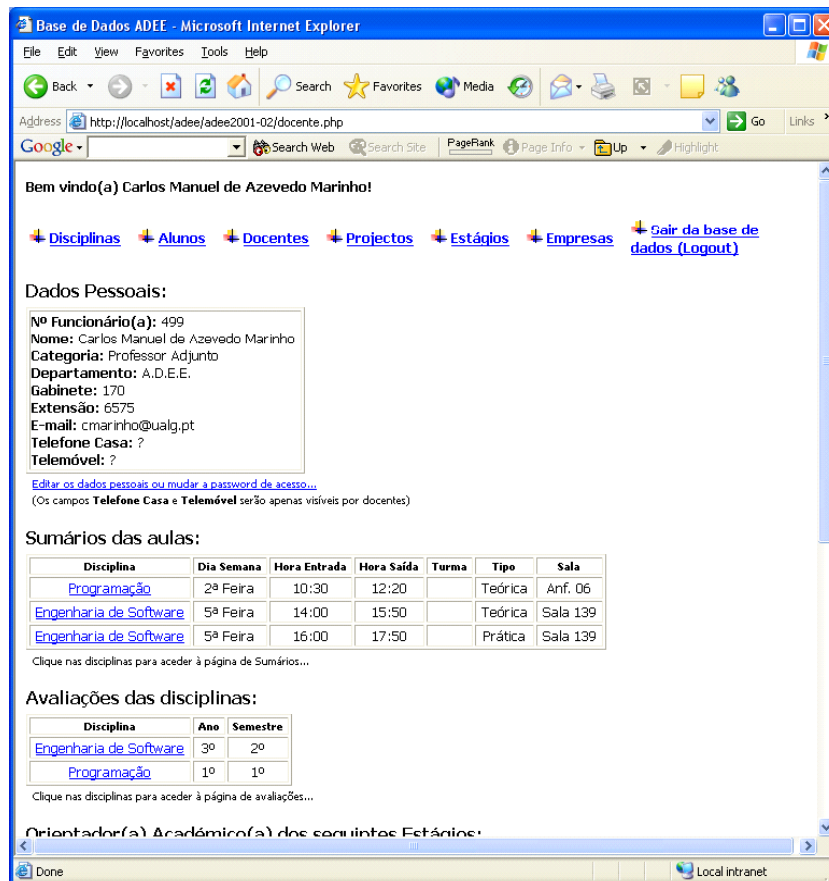 Base de Dados ADEE - Microsoft Internet Explorer
File Edit View Favorites Tools Help
Back Search Favorites Media
Address http://localhost/adee/adee2001-02/docente.php Go Links »
Google Search Web Search Site PageRank Page Info Up Highlight
Bem vindo(a) Carlos Manuel de Azevedo Marinho!
Disciplinas Alunos Docentes Projectos Estágios Empresas Sair da base de
dados (Logout)
Dados Pessoais:
Nº Funcionário(a): 499
Nome: Carlos Manuel de Azevedo Marinho
Categoria: Professor Adjunto
Departamento: A.D.E.E.
Gabinete: 170
Extensão: 6575
E-mail: cmarinho@ualg.pt
Telefone Casa: ?
Telemóvel: ?
Editar os dados pessoais ou mudar a password de acesso...
(Os campos Telefone Casa e Telemóvel serão apenas visíveis por docentes)
Sumários das aulas:
Disciplina Dia Semana Hora Entrada Hora Saída Turma Tipo Sala
Programação 2ª Feira 10:30 12:20 Teórica Anf. 06
Engenharia de Software 5ª Feira 14:00 15:50 Teórica Sala 139
Engenharia de Software 5ª Feira 16:00 17:50 Prática Sala 139
Clique nas disciplinas para aceder à página de Sumários...
Avaliações das disciplinas:
Disciplina Ano Semestre
Engenharia de Software 3º 2º
Programação 1º 1º
Clique nas disciplinas para aceder à página de avaliações...
Orientador(a) Académico(a) dos seguintes Estágios:
Done Local intranet